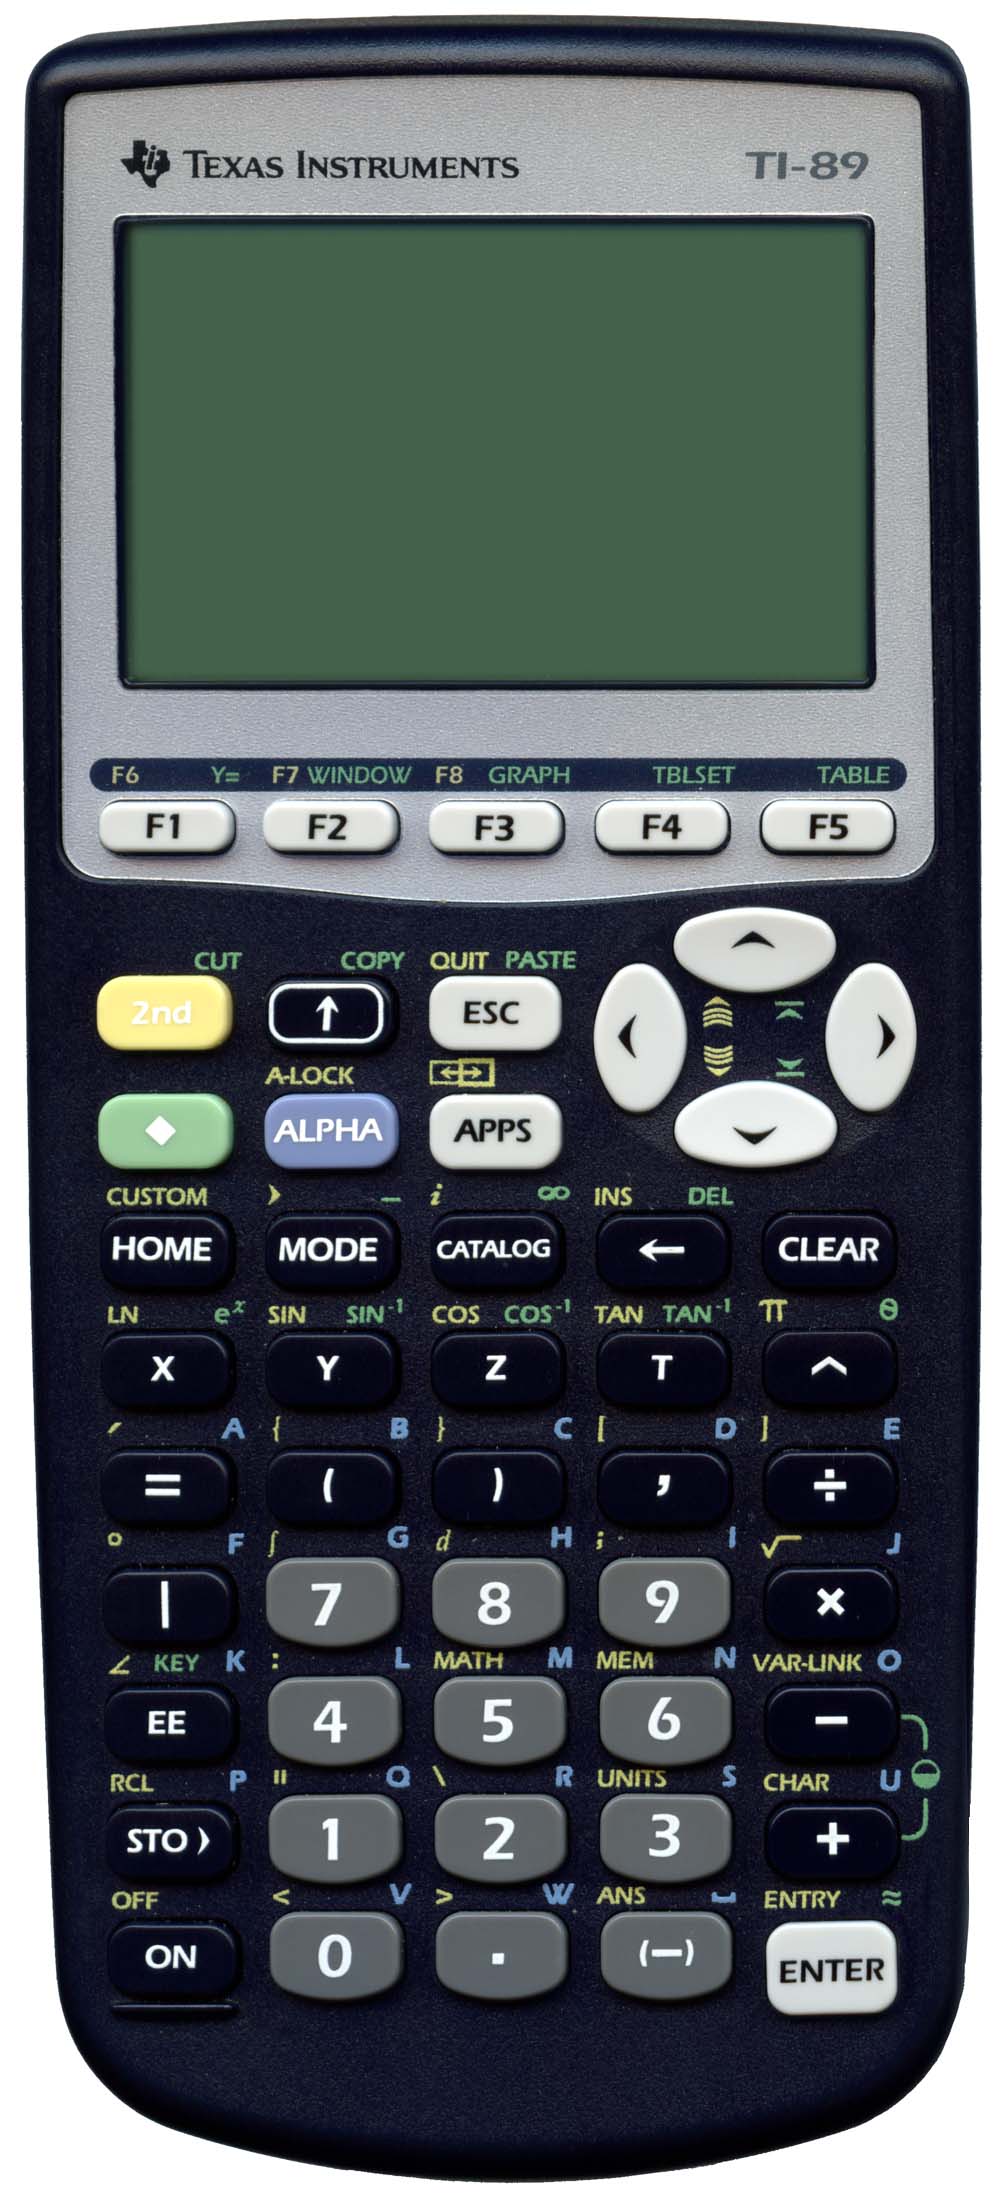 TEXAS INSTRUMENTS TI-89
F6 Y= F7 WINDOW F8 GRAPH TBLSET TABLE
F1 F2 F3 F4 F5
CUT COPY QUIT PASTE
2nd ↑ ESC
A-LOCK
◆ ALPHA APPS
CUSTOM ❯ _ i ∞ INS DEL
HOME MODE CATALOG ← CLEAR
LN eˣ SIN SIN⁻¹ COS COS⁻¹ TAN TAN⁻¹ π θ
X Y Z T ^
′ A { B } C [ D ] E
= ( ) , ÷
° F ∫ G d H ; I √ J
| 7 8 9 ×
∠ KEY K : L MATH M MEM N VAR-LINK O
EE 4 5 6 −
RCL P " Q \ R UNITS S CHAR U
STO ❯ 1 2 3 +
OFF < V > W ANS ⎵ ENTRY ≈
ON 0 . (−) ENTER